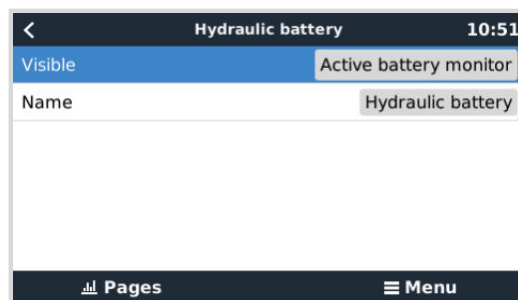 Hydraulic battery 10:51
Visible Active battery monitor
Name Hydraulic battery
Pages Menu